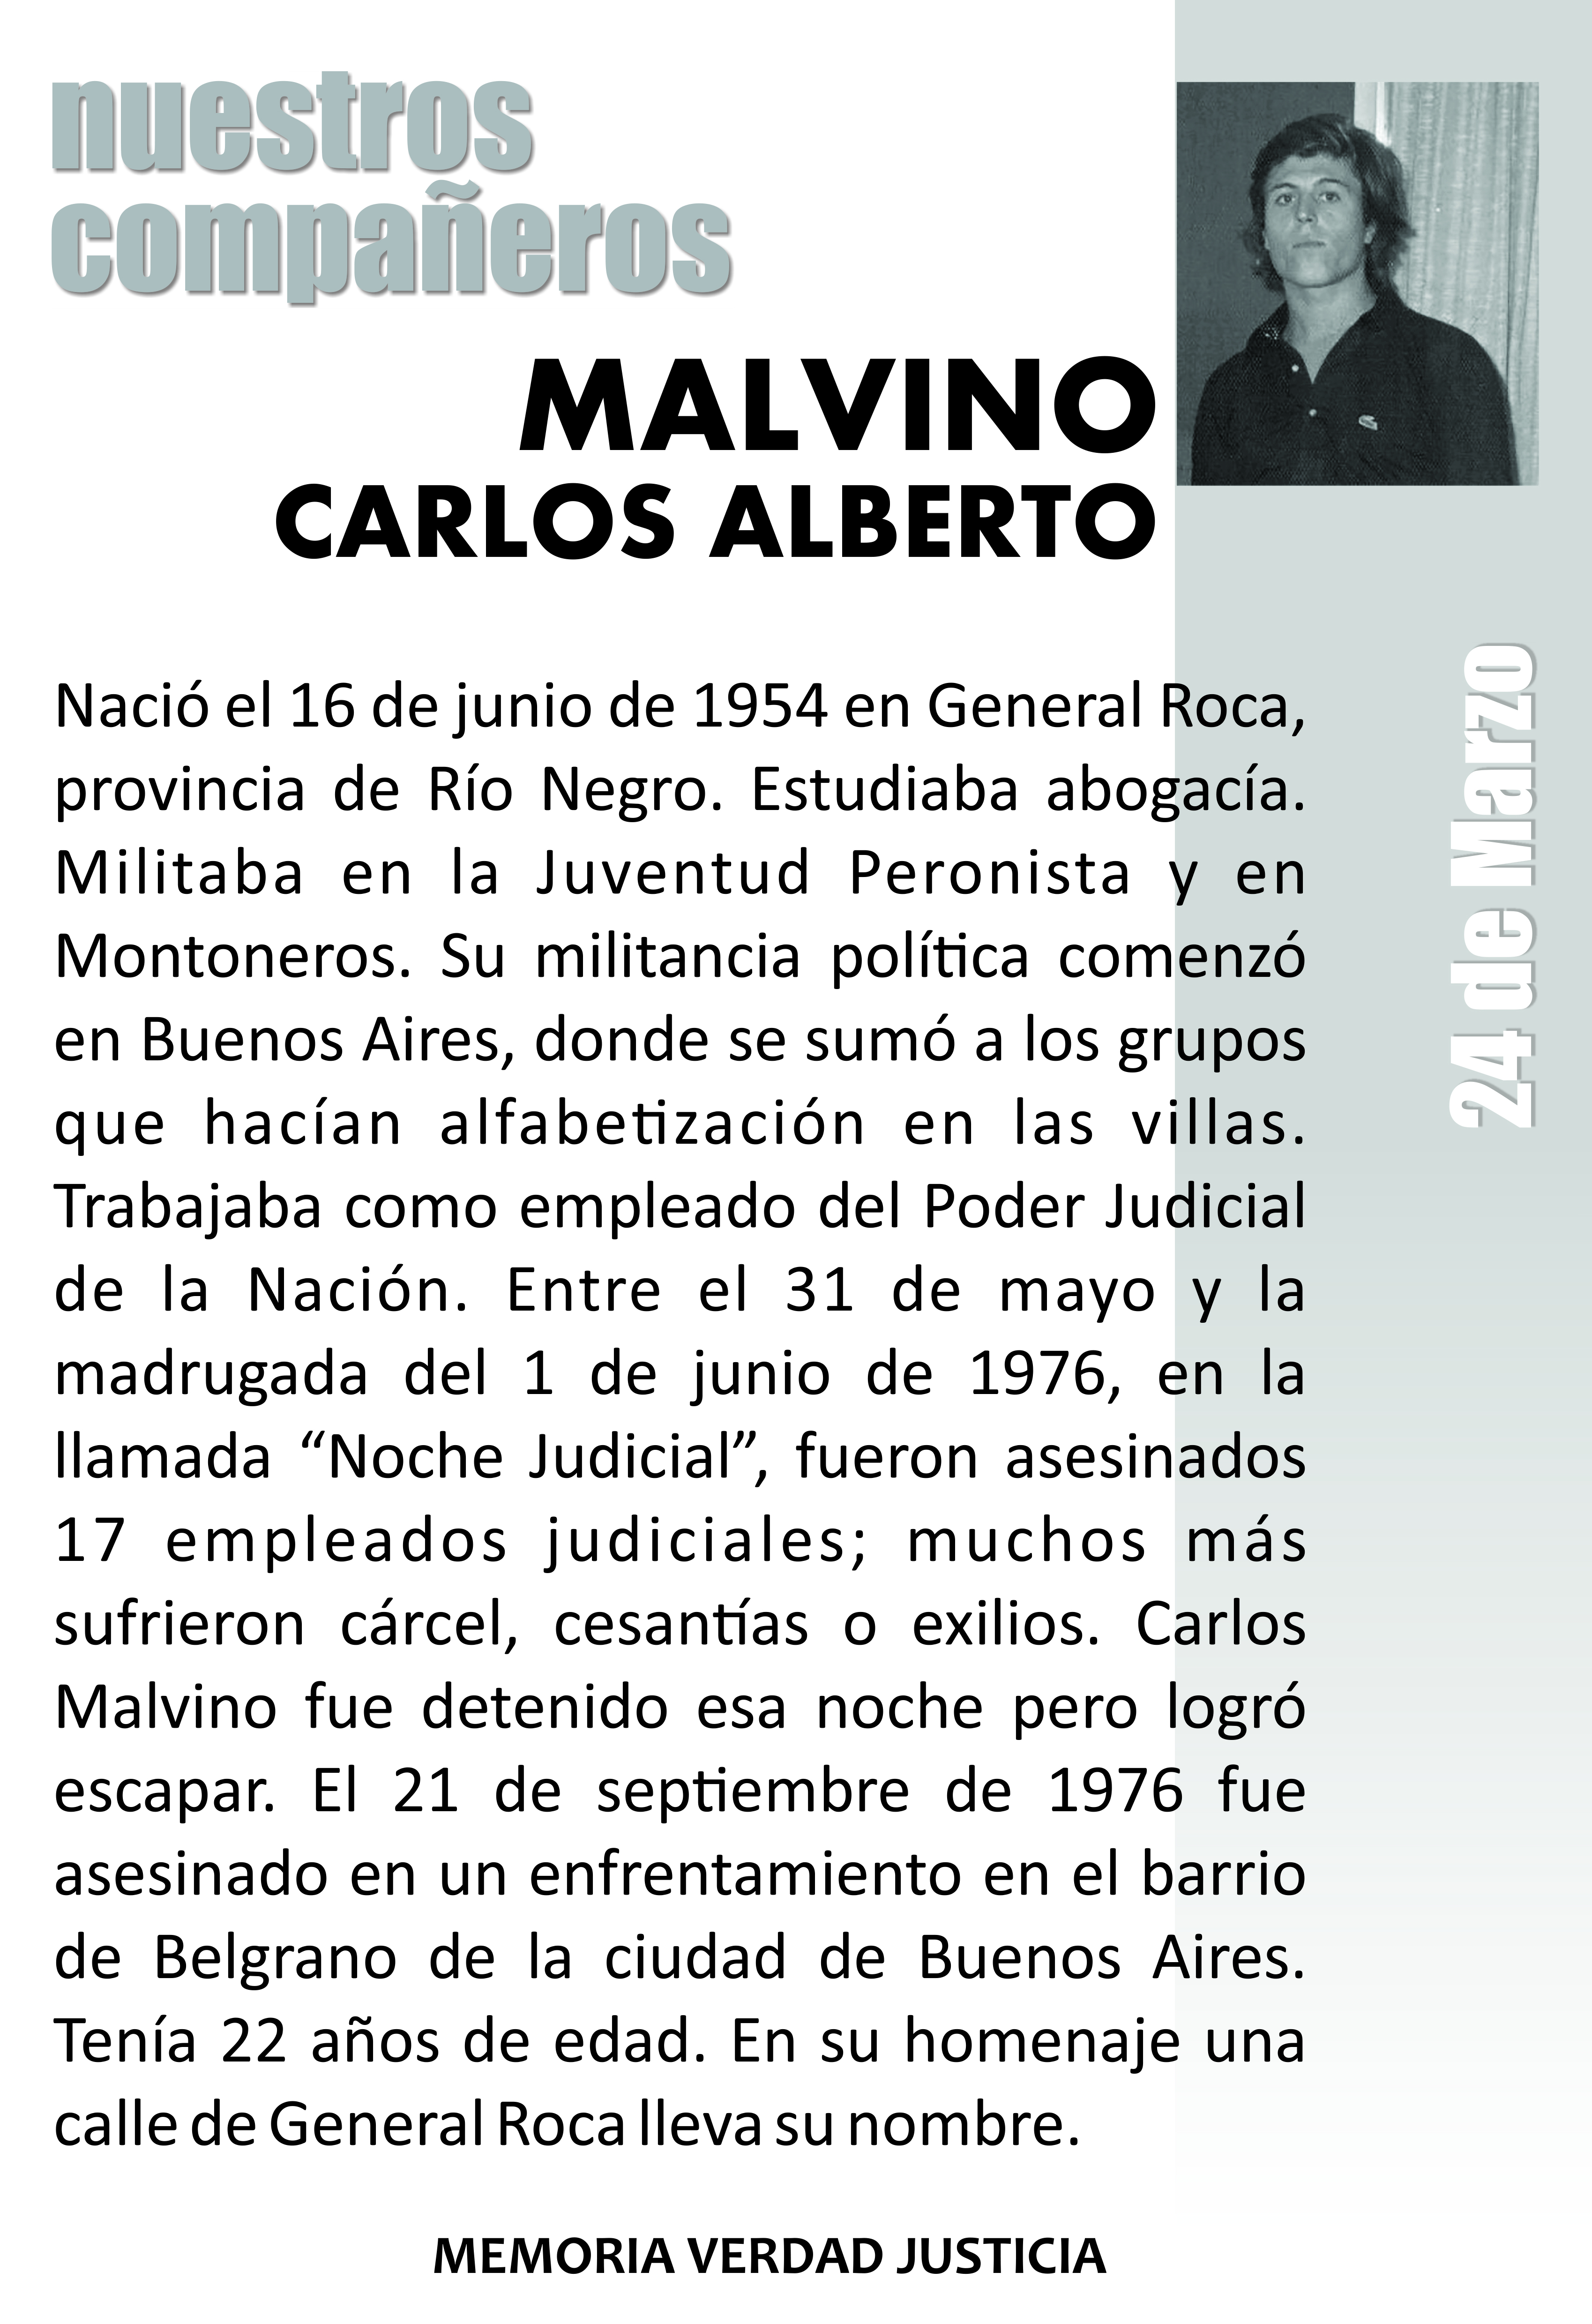 nuestros
compañeros
MALVINO
CARLOS ALBERTO
24 de Marzo
Nació el 16 de junio de 1954 en General Roca,
provincia de Río Negro. Estudiaba abogacía.
Militaba en la Juventud Peronista y en
Montoneros. Su militancia política comenzó
en Buenos Aires, donde se sumó a los grupos
que hacían alfabetización en las villas.
Trabajaba como empleado del Poder Judicial
de la Nación. Entre el 31 de mayo y la
madrugada del 1 de junio de 1976, en la
llamada “Noche Judicial”, fueron asesinados
17 empleados judiciales; muchos más
sufrieron cárcel, cesantías o exilios. Carlos
Malvino fue detenido esa noche pero logró
escapar. El 21 de septiembre de 1976 fue
asesinado en un enfrentamiento en el barrio
de Belgrano de la ciudad de Buenos Aires.
Tenía 22 años de edad. En su homenaje una
calle de General Roca lleva su nombre.
MEMORIA VERDAD JUSTICIA